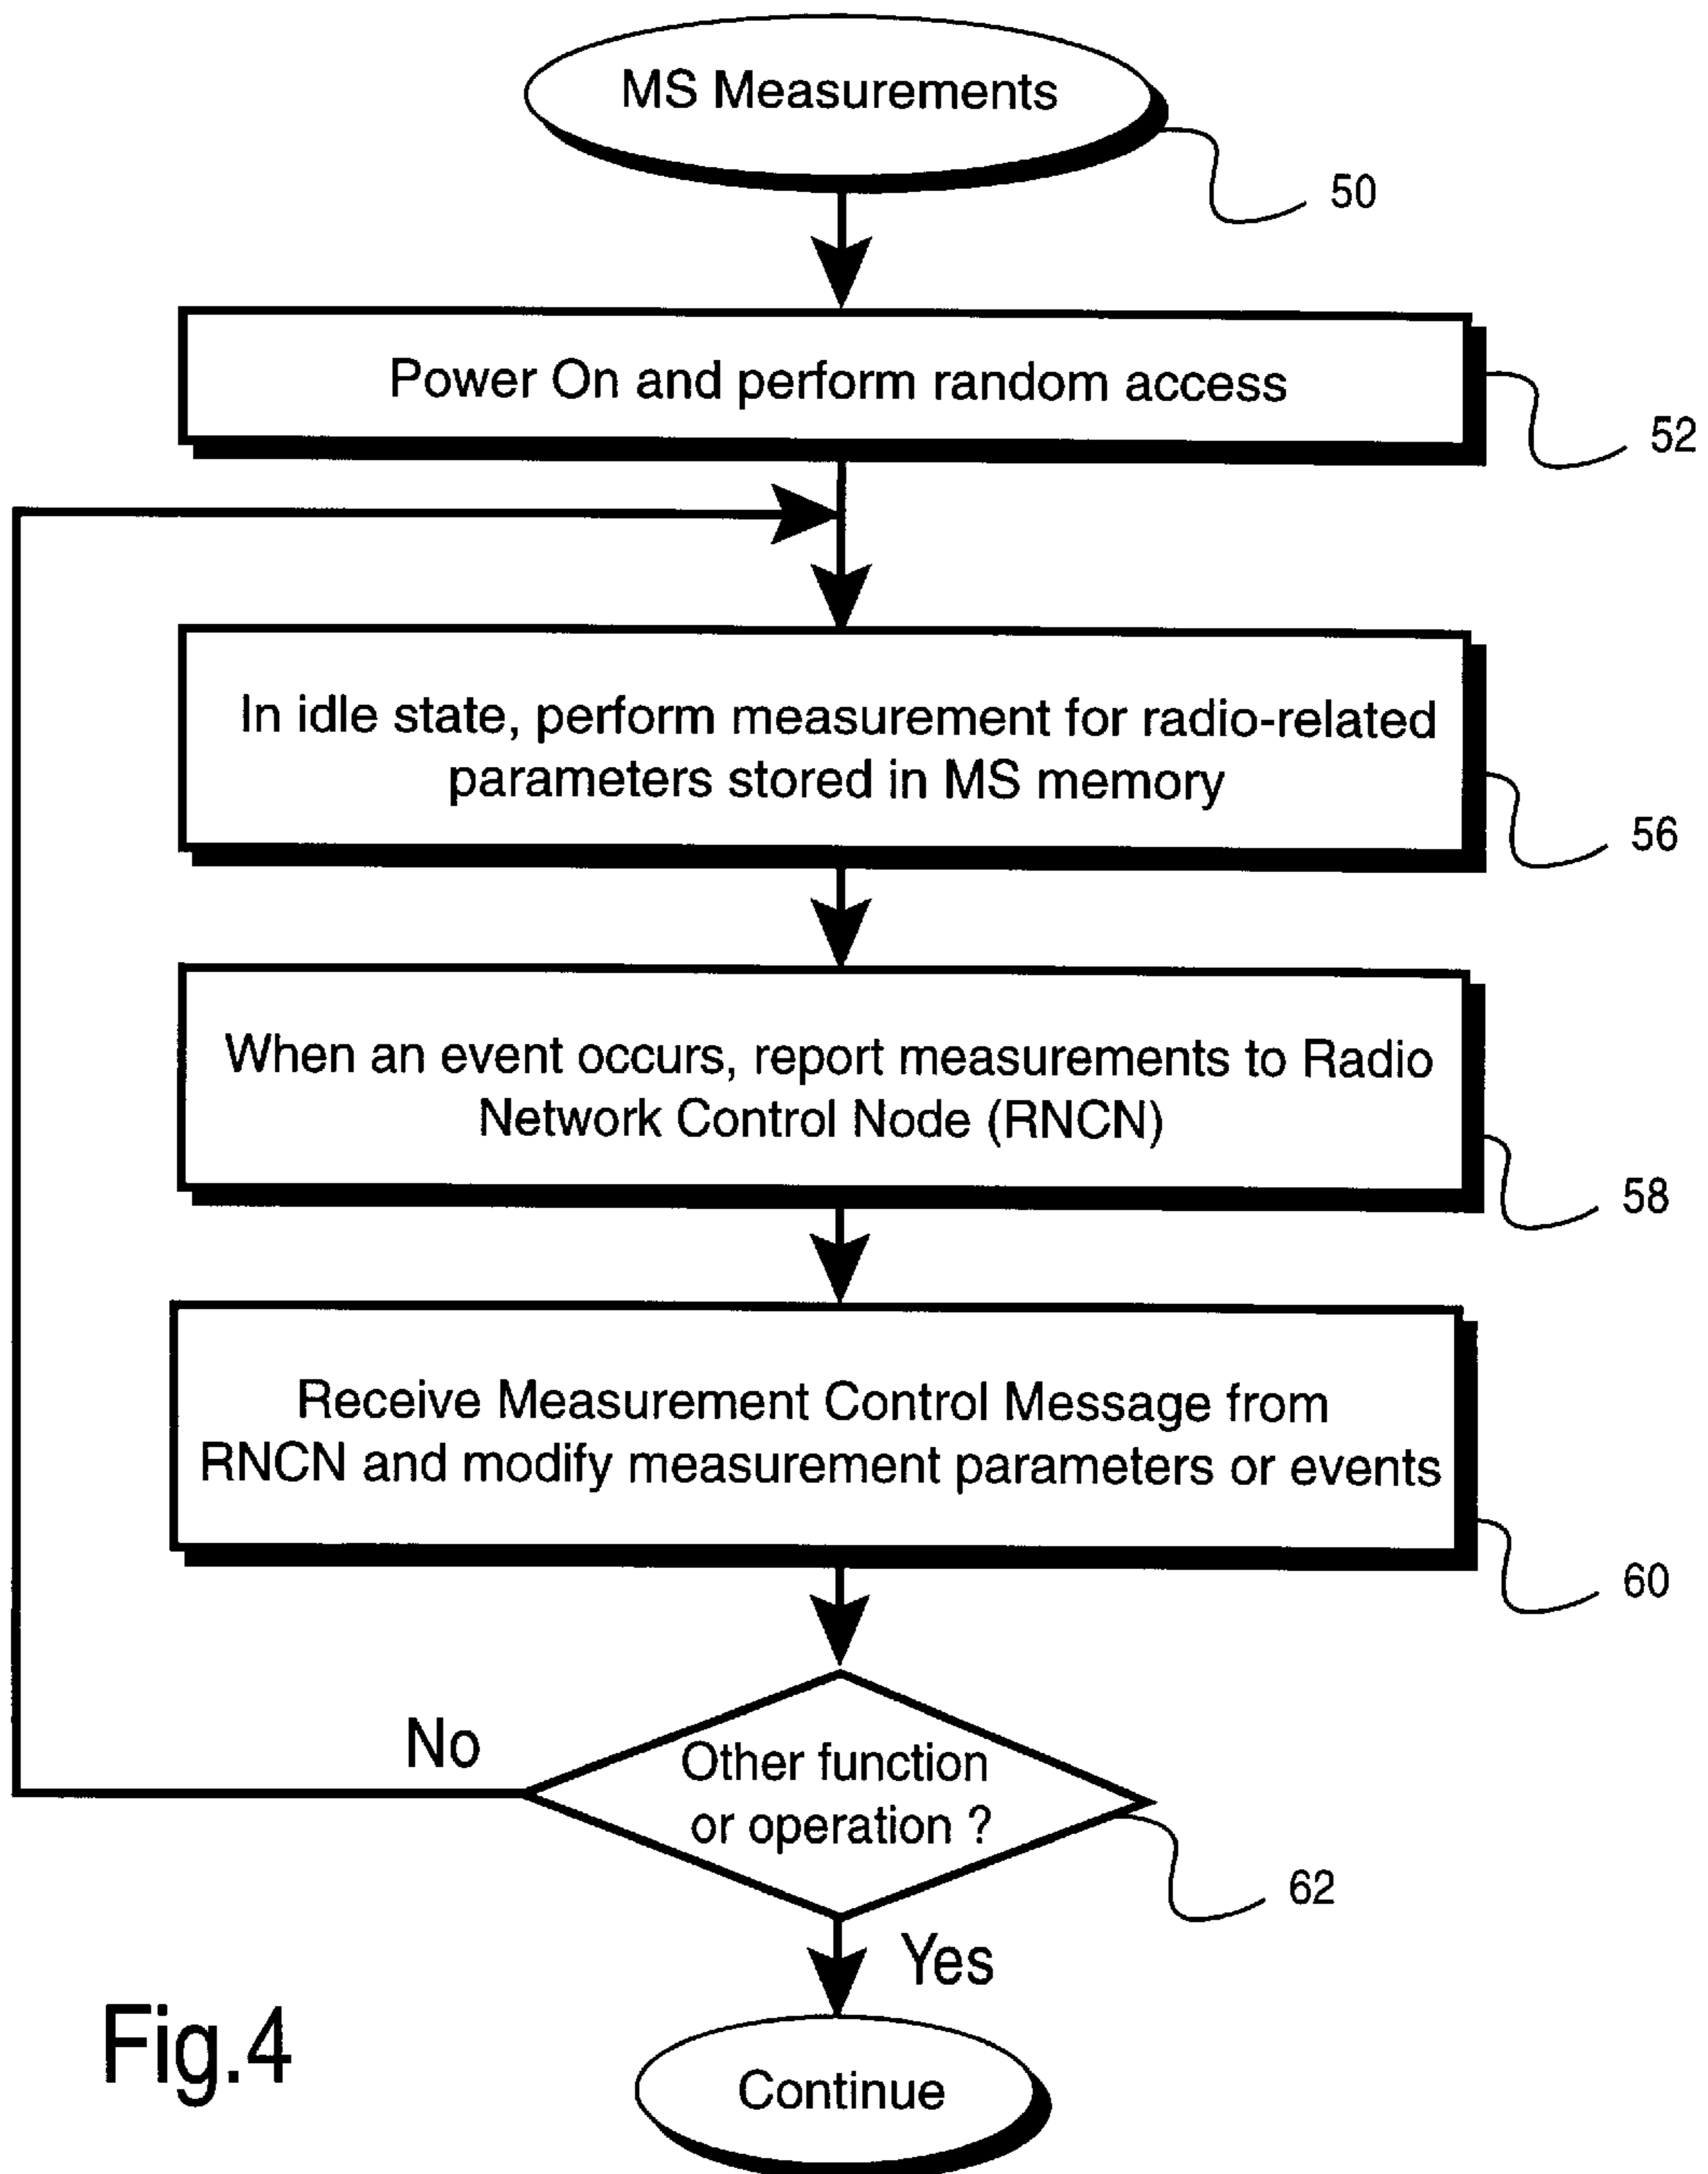 MS Measurements
50
Power On and perform random access
52
In idle state, perform measurement for radio-related
parameters stored in MS memory
56
When an event occurs, report measurements to Radio
Network Control Node (RNCN)
58
Receive Measurement Control Message from
RNCN and modify measurement parameters or events
60
No
Other function
or operation ?
62
Yes
Fig.4
Continue